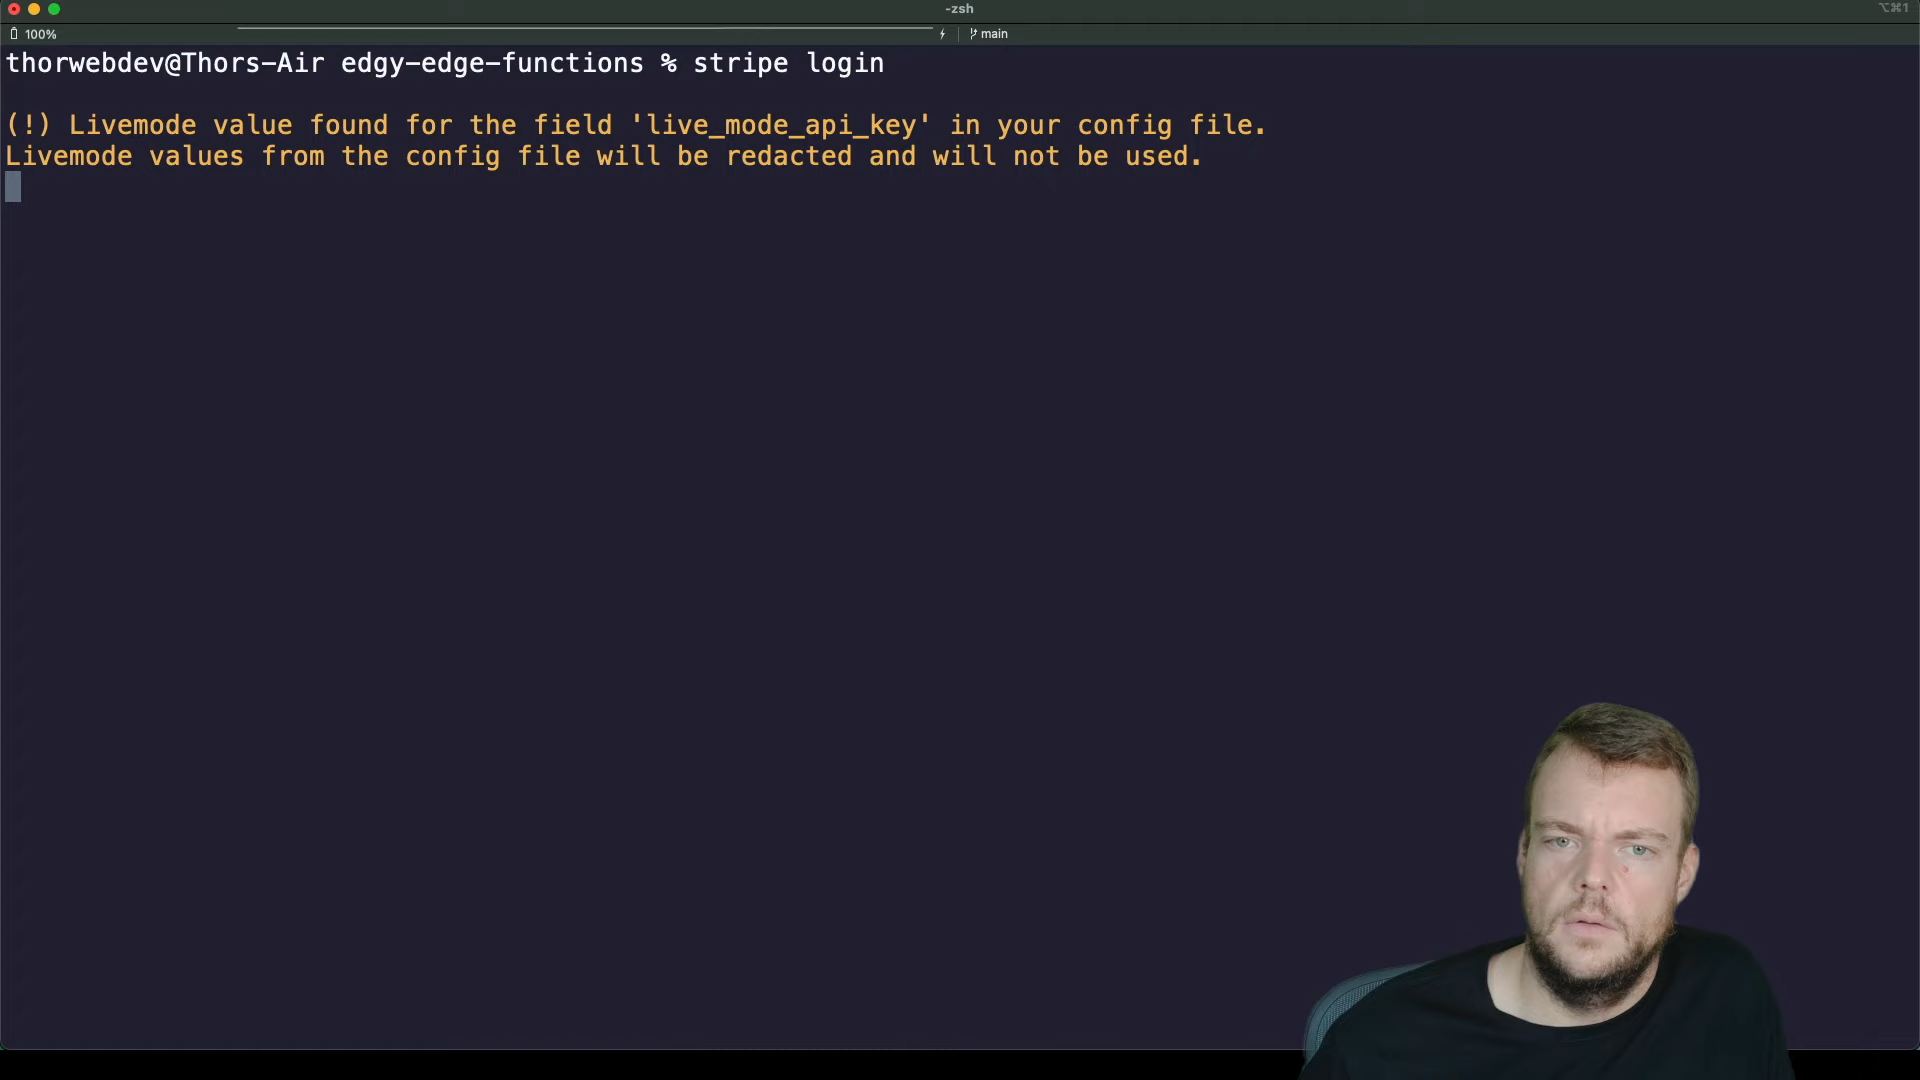 -zsh
⌥⌘1
100%
main
thorwebdev@Thors-Air edgy-edge-functions % stripe login
(!) Livemode value found for the field 'live_mode_api_key' in your config file.
Livemode values from the config file will be redacted and will not be used.